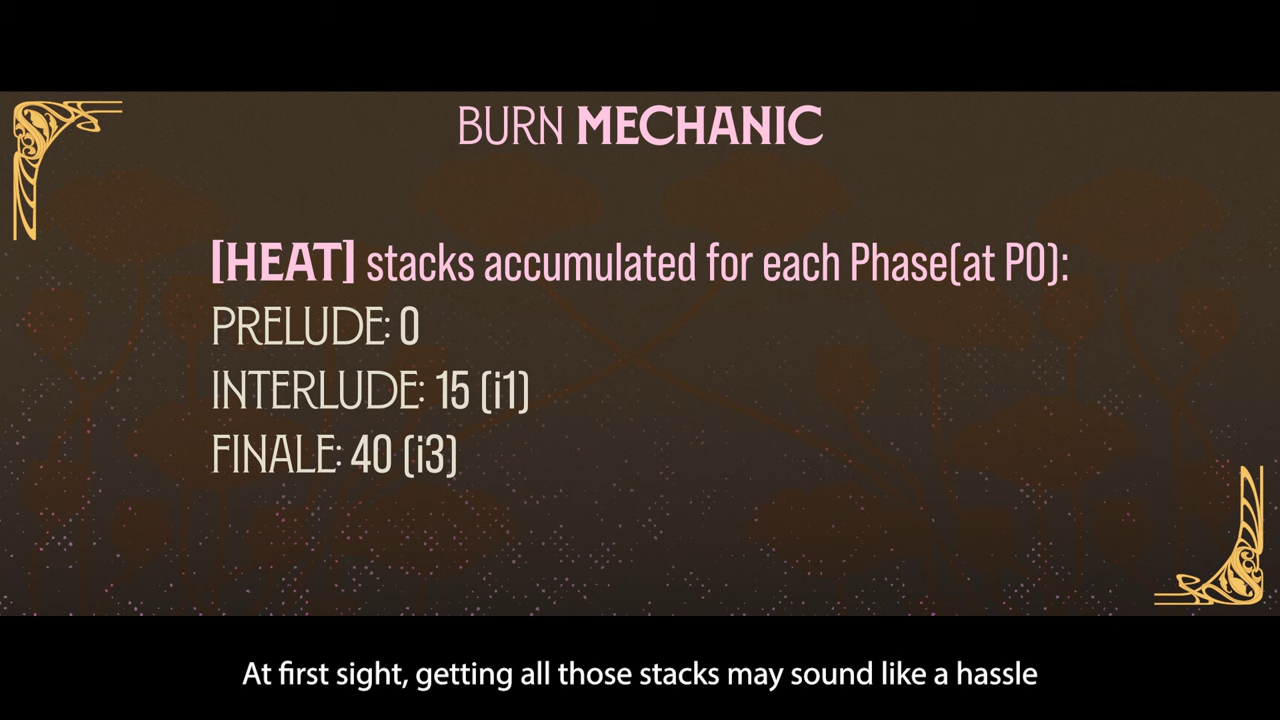 BURN MECHANIC
[HEAT] stacks accumulated for each Phase(at P0):
PRELUDE: 0
INTERLUDE: 15 (i1)
FINALE: 40 (i3)
At first sight, getting all those stacks may sound like a hassle